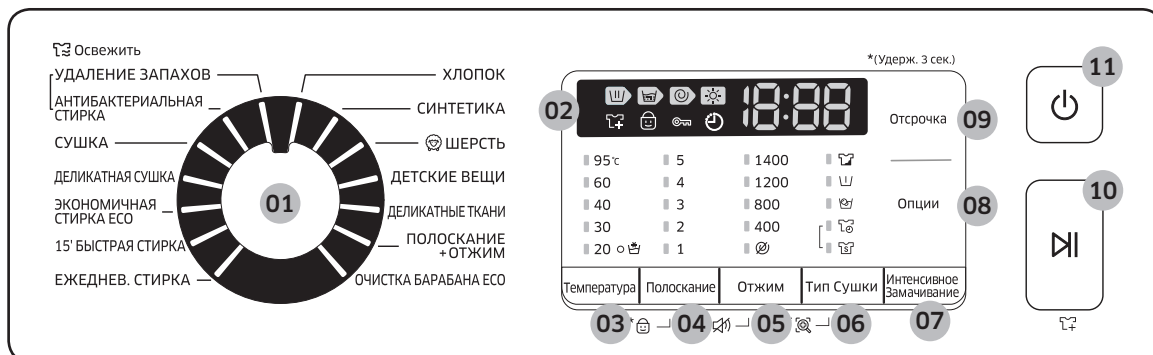 Освежить
УДАЛЕНИЕ ЗАПАХОВ
АНТИБАКТЕРИАЛЬНАЯ
СТИРКА
СУШКА
ДЕЛИКАТНАЯ СУШКА
ЭКОНОМИЧНАЯ
СТИРКА ECO
15' БЫСТРАЯ СТИРКА
ЕЖЕДНЕВ. СТИРКА
01
ХЛОПОК
СИНТЕТИКА
ШЕРСТЬ
ДЕТСКИЕ ВЕЩИ
ДЕЛИКАТНЫЕ ТКАНИ
ПОЛОСКАНИЕ
+ОТЖИМ
ОЧИСТКА БАРАБАНА ECO
*(Удерж. 3 сек.)
02
18:88
95℃ 5 1400
60 4 1200
40 3 800
30 2 400
20 1
Отсрочка 09
Опции 08
Температура Полоскание Отжим Тип Сушки Интенсивное
Замачивание
03 * 04 05 06 07
11
10